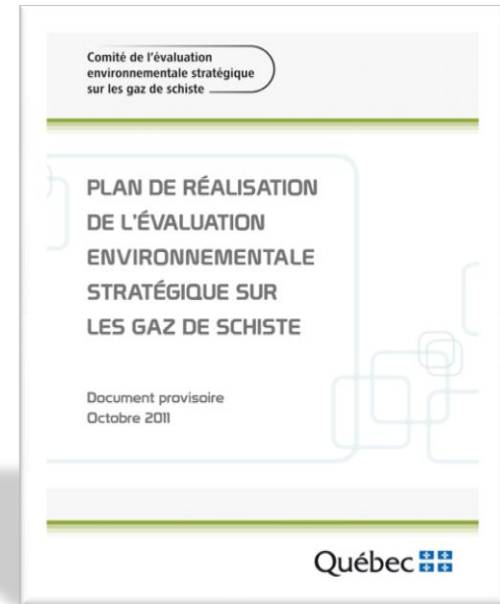 Comité de l'évaluation
environnementale stratégique
sur les gaz de schiste
PLAN DE RÉALISATION
DE L'ÉVALUATION
ENVIRONNEMENTALE
STRATÉGIQUE SUR
LES GAZ DE SCHISTE
Document provisoire
Octobre 2011
Québec